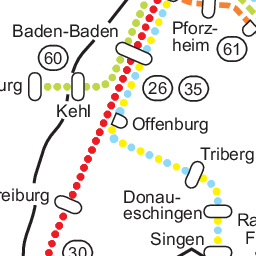 Baden-Baden
Pforz-
heim
60
61
urg
Kehl
26
35
Offenburg
Triberg
reiburg
Donau-
eschingen
Ra
F
Singen
30